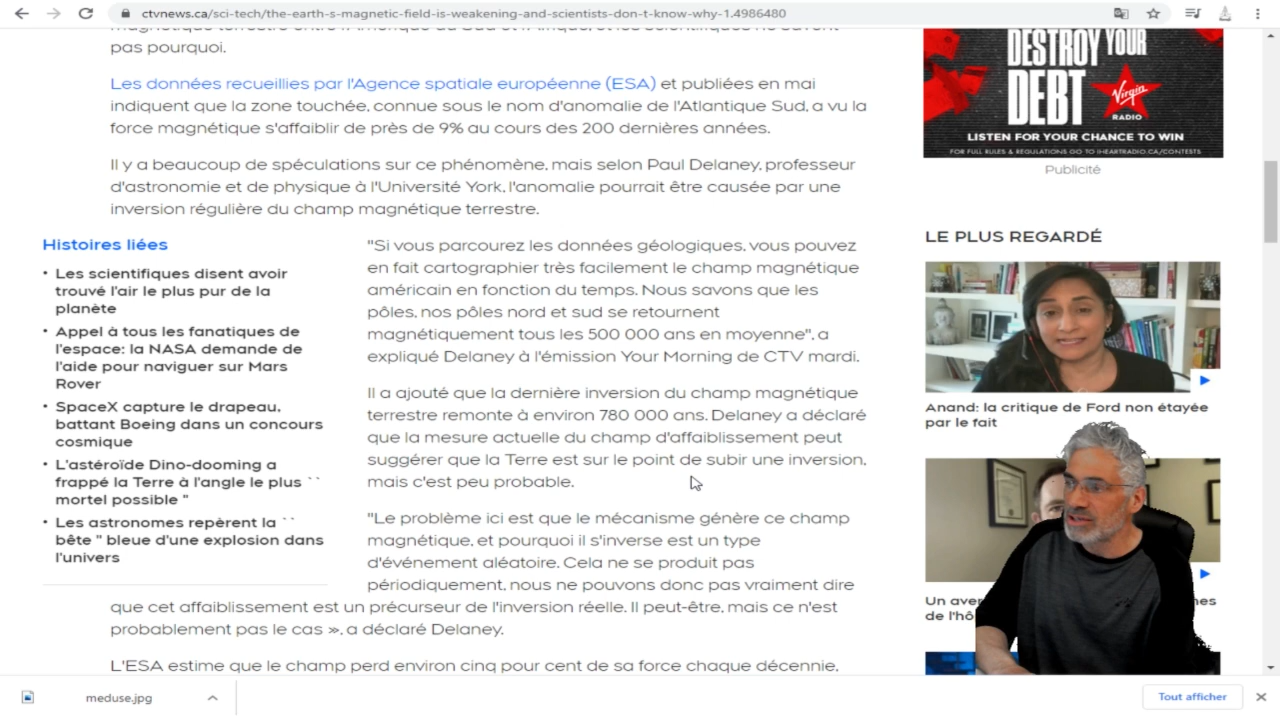 ctvnews.ca/sci-tech/the-earth-s-magnetic-field-is-weakening-and-scientists-don-t-know-why-1.4986480
pas pourquoi.
Les données recueillies par l'Agence spatiale européenne (ESA) et publiées en mai
indiquent que la zone touchée, connue sous le nom d'anomalie de l'Atlantique Sud, a vu la
force magnétique s'affaiblir de près de 9% au cours des 200 dernières années.
Il y a beaucoup de spéculations sur ce phénomène, mais selon Paul Delaney, professeur
d'astronomie et de physique à l'Université York, l'anomalie pourrait être causée par une
inversion régulière du champ magnétique terrestre.
Histoires liées
• Les scientifiques disent avoir
trouvé l'air le plus pur de la
planète
• Appel à tous les fanatiques de
l'espace: la NASA demande de
l'aide pour naviguer sur Mars
Rover
• SpaceX capture le drapeau,
battant Boeing dans un concours
cosmique
• L'astéroïde Dino-dooming a
frappé la Terre à l'angle le plus ``
mortel possible "
• Les astronomes repèrent la ``
bête " bleue d'une explosion dans
l'univers
"Si vous parcourez les données géologiques, vous pouvez
en fait cartographier très facilement le champ magnétique
américain en fonction du temps. Nous savons que les
pôles, nos pôles nord et sud se retournent
magnétiquement tous les 500 000 ans en moyenne", a
expliqué Delaney à l'émission Your Morning de CTV mardi.
Il a ajouté que la dernière inversion du champ magnétique
terrestre remonte à environ 780 000 ans. Delaney a déclaré
que la mesure actuelle du champ d'affaiblissement peut
suggérer que la Terre est sur le point de subir une inversion,
mais c'est peu probable.
"Le problème ici est que le mécanisme génère ce champ
magnétique, et pourquoi il s'inverse est un type
d'événement aléatoire. Cela ne se produit pas
périodiquement, nous ne pouvons donc pas vraiment dire
que cet affaiblissement est un précurseur de l'inversion réelle. Il peut-être, mais ce n'est
probablement pas le cas », a déclaré Delaney.
L'ESA estime que le champ perd environ cinq pour cent de sa force chaque décennie,
DESTROY YOUR
DEBT
Virgin
RADIO
LISTEN FOR YOUR CHANCE TO WIN
FOR FULL RULES & REGULATIONS GO TO IHEARTRADIO.CA/CONTESTS
Publicité
LE PLUS REGARDÉ
Anand: la critique de Ford non étayée
par le fait
Un
de l'hô
meduse.jpg
Tout afficher